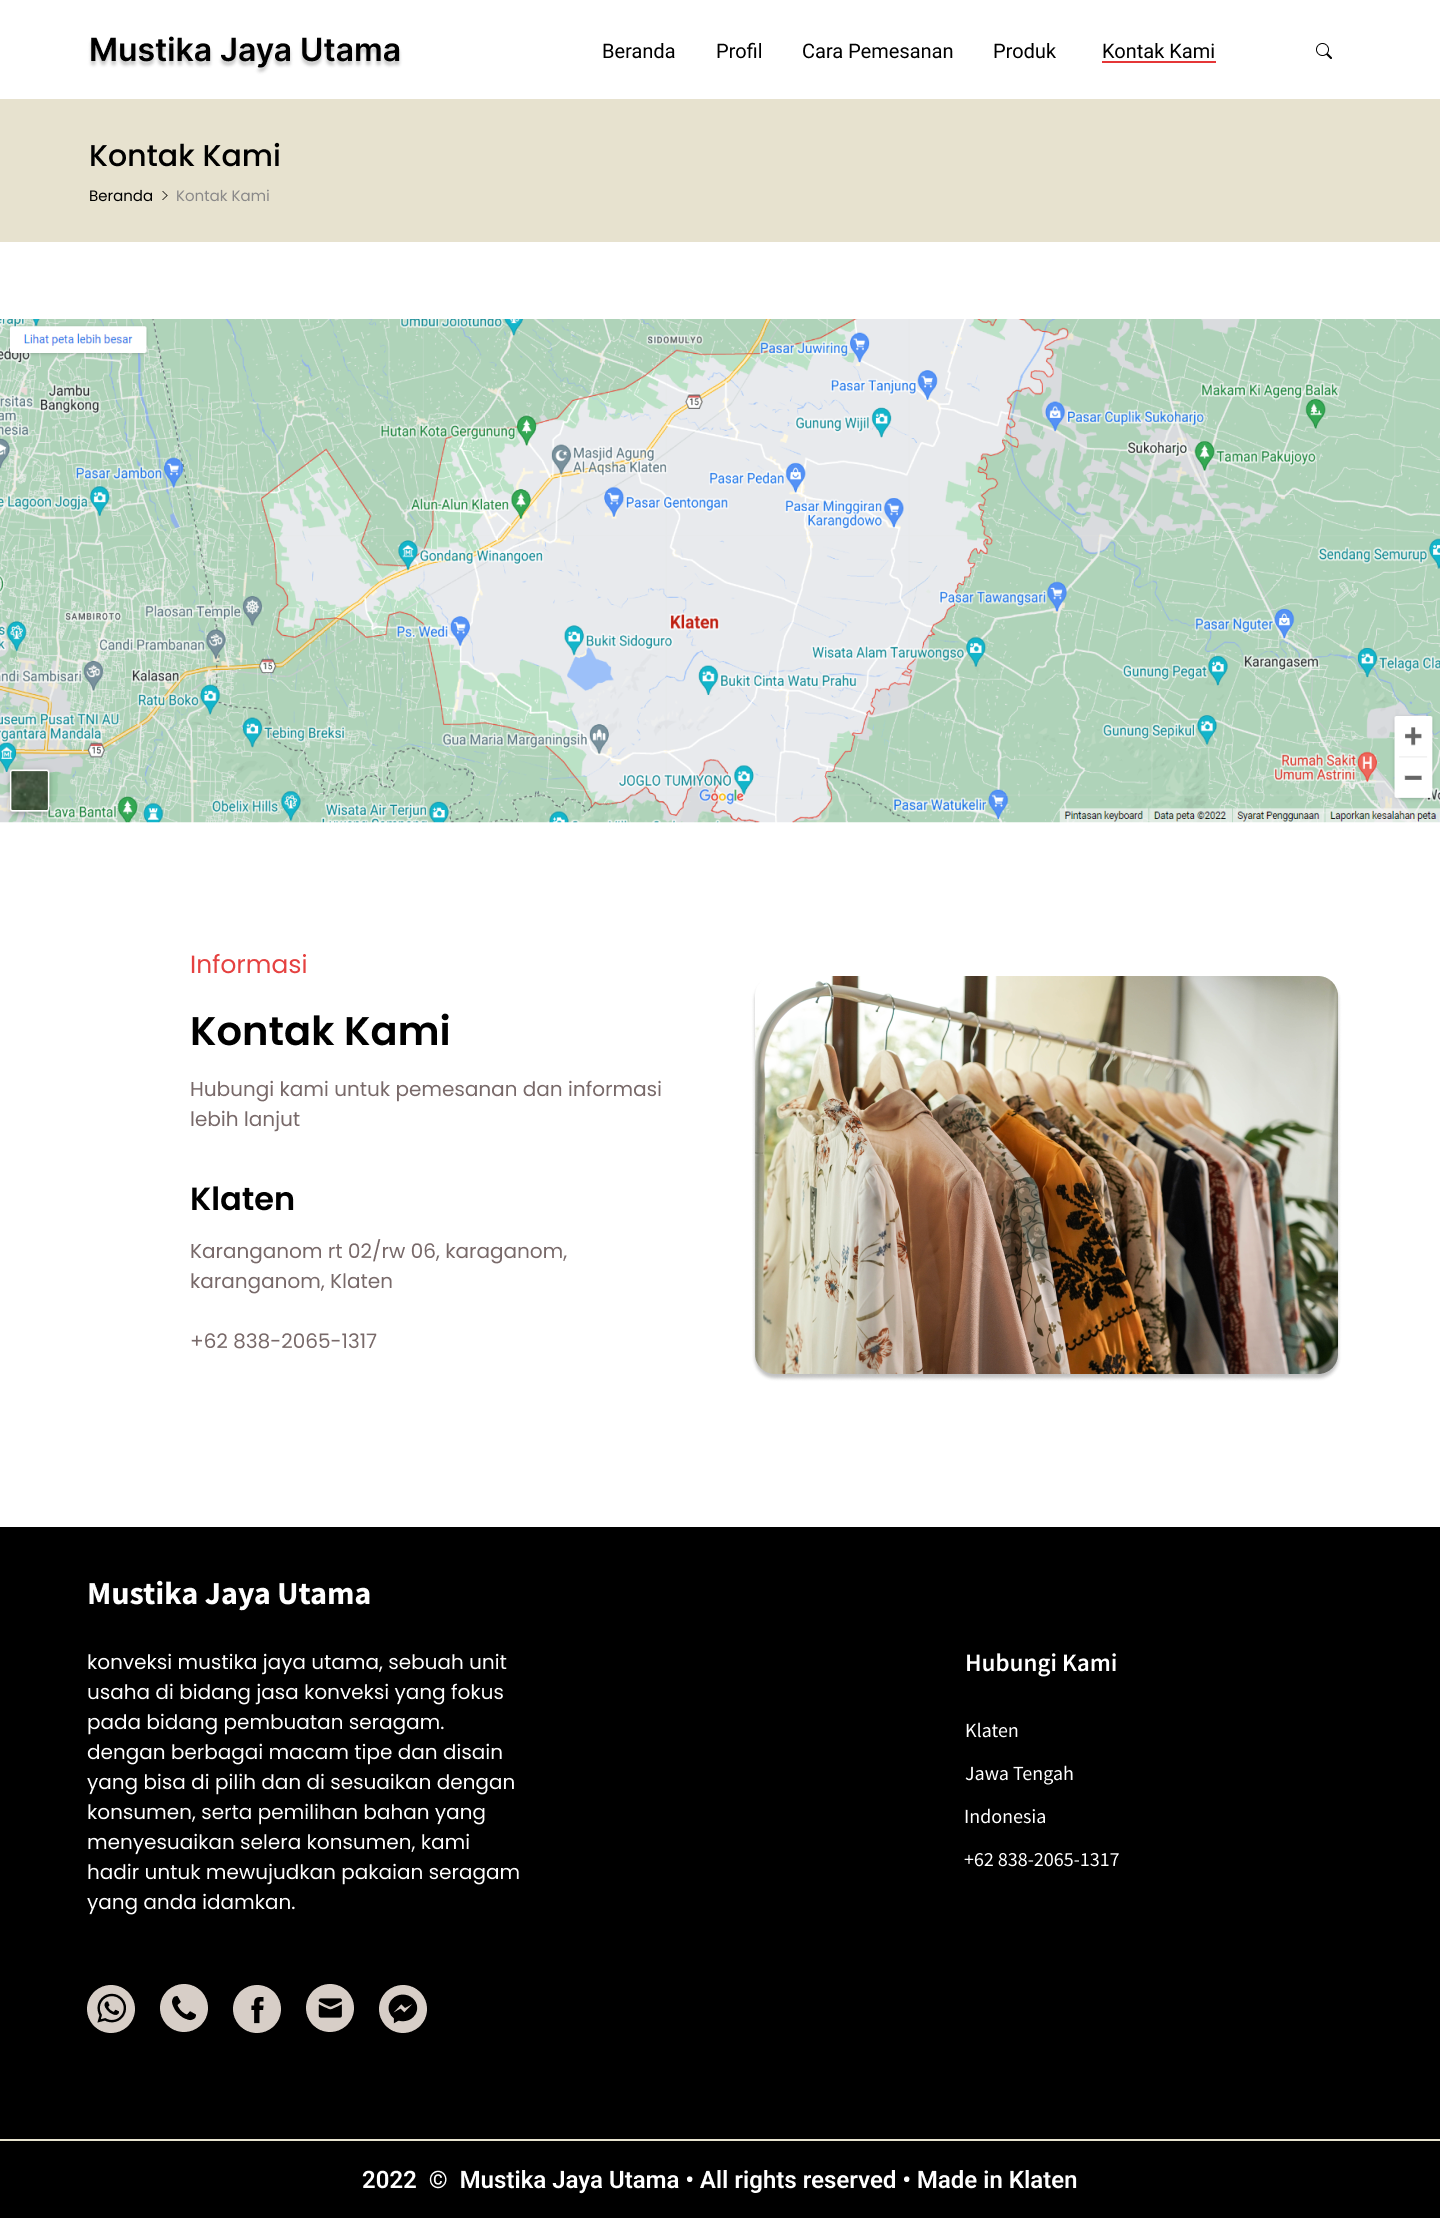 Mustika Jaya Utama
Beranda
Profil
Cara Pemesanan
Produk
Kontak Kami
Kontak Kami
Beranda > Kontak Kami
Lihat peta lebih besar
Umbul Jolotundo
SIDOMULYO
Pasar Juwiring
Pasar Tanjung
Makam Ki Ageng Balak
Jambu
Bangkong
15
Gunung Wijil
Pasar Cuplik Sukoharjo
Hutan Kota Gergunung
Sukoharjo
Taman Pakujoyo
Masjid Agung
Al Aqsha Klaten
Pasar Jambon
Pasar Pedan
Lagoon Jogja
Alun-Alun Klaten
Pasar Gentongan
Pasar Minggiran
Karangdowo
Gondang Winangoen
Sendang Semurup
Pasar Tawangsari
SAMBIROTO
Plaosan Temple
Klaten
Pasar Nguter
Ps. Wedi
Bukit Sidoguro
Candi Prambanan
Wisata Alam Taruwongso
Karangasem
15
Gunung Pegat
Telaga Cla
ndi Sambisari
Kalasan
Bukit Cinta Watu Prahu
Ratu Boko
useum Pusat TNI AU
rgantara Mandala
Tebing Breksi
Gua Maria Marganingsih
Gunung Sepikul
15
Rumah Sakit
Umum Astrini
JOGLO TUMIYONO
Google
Lava Bantal
Obelix Hills
Wisata Air Terjun
Pasar Watukelir
Pintasan keyboard
Data peta ©2022
Syarat Penggunaan
Laporkan kesalahan peta
Informasi
Kontak Kami
Hubungi kami untuk pemesanan dan informasi
lebih lanjut
Klaten
Karanganom rt 02/rw 06, karaganom,
karanganom, Klaten
+62 838-2065-1317
Mustika Jaya Utama
konveksi mustika jaya utama, sebuah unit
usaha di bidang jasa konveksi yang fokus
pada bidang pembuatan seragam.
dengan berbagai macam tipe dan disain
yang bisa di pilih dan di sesuaikan dengan
konsumen, serta pemilihan bahan yang
menyesuaikan selera konsumen, kami
hadir untuk mewujudkan pakaian seragam
yang anda idamkan.
Hubungi Kami
Klaten
Jawa Tengah
Indonesia
+62 838-2065-1317
2022 © Mustika Jaya Utama • All rights reserved • Made in Klaten